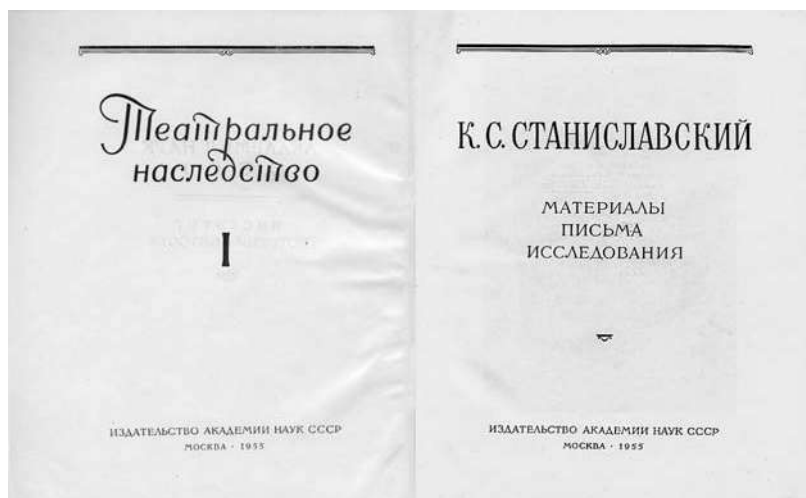 Театральное
наследство
I
ИЗДАТЕЛЬСТВО АКАДЕМИИ НАУК СССР
МОСКВА · 1955
К. С. СТАНИСЛАВСКИЙ
МАТЕРИАЛЫ
ПИСЬМА
ИССЛЕДОВАНИЯ
ИЗДАТЕЛЬСТВО АКАДЕМИИ НАУК СССР
МОСКВА · 1955